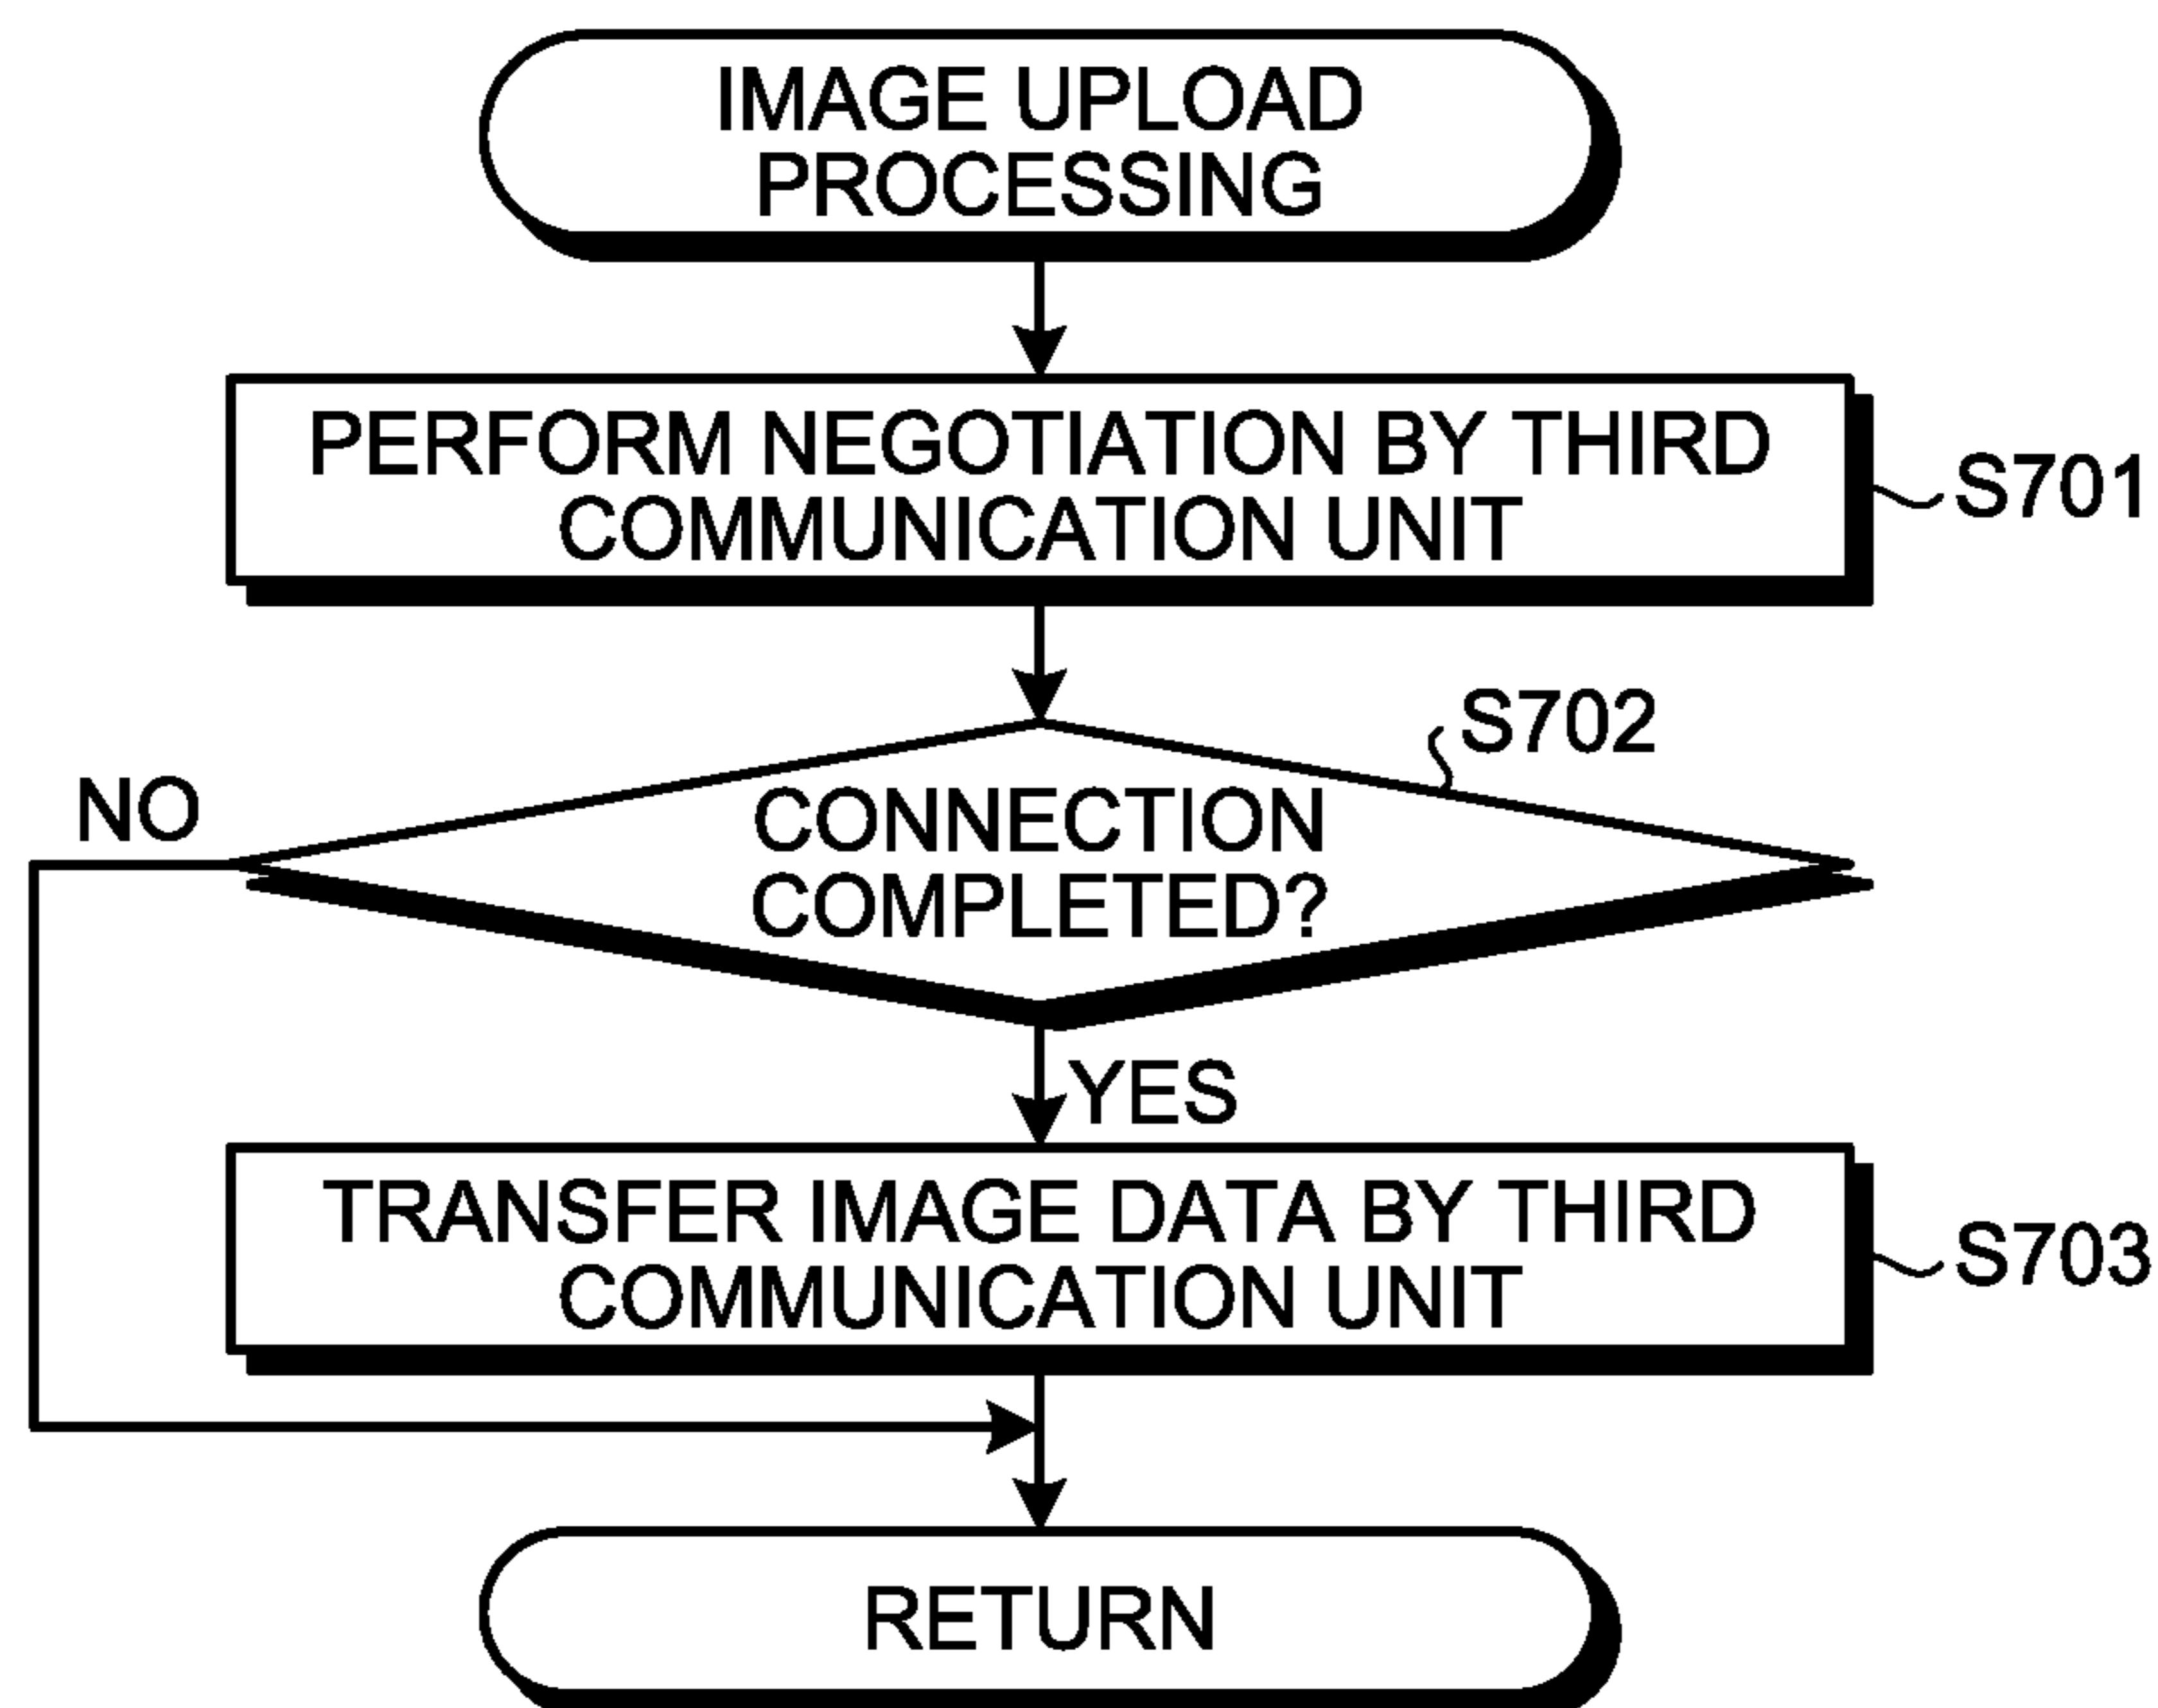 IMAGE UPLOAD
PROCESSING
PERFORM NEGOTIATION BY THIRD
COMMUNICATION UNIT
S701
S702
NO
CONNECTION
COMPLETED?
YES
TRANSFER IMAGE DATA BY THIRD
COMMUNICATION UNIT
S703
RETURN